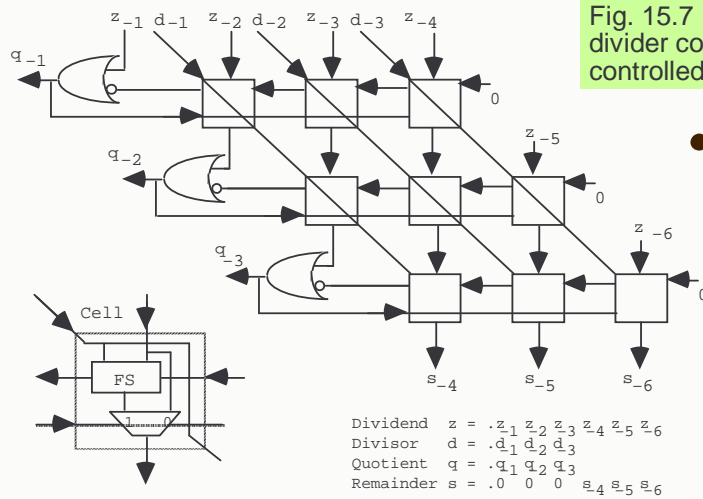 z-1 d-1 z-2 d-2 z-3 d-3 z-4
Fig. 15.7
divider co
controlled
q-1
0
q-2
z-5
0
q-3
z-6
0
Cell
FS
1 0
s-4 s-5 s-6
Dividend z = .z-1 z-2 z-3 z-4 z-5 z-6
Divisor d = .d-1 d-2 d-3
Quotient q = .q-1 q-2 q-3
Remainder s = .0 0 0 s-4 s-5 s-6